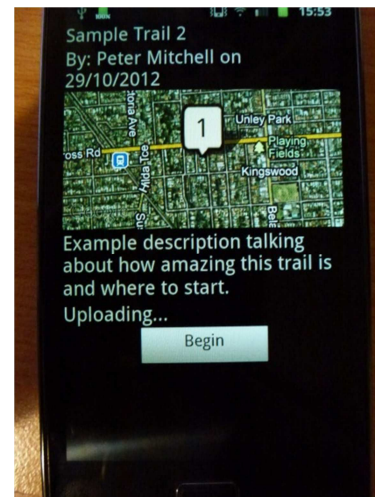 100%
15:53
Sample Trail 2
By: Peter Mitchell on
29/10/2012
Unley Park
1
Playing
Fields
oss Rd
Kingswood
Example description talking
about how amazing this trail is
and where to start.
Uploading...
Begin